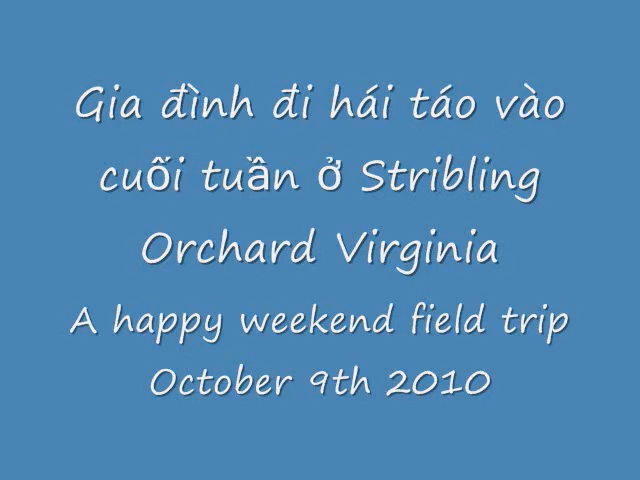 Gia đình đi hái táo vào
cuối tuần ở Stribling
Orchard Virginia
A happy weekend field trip
October 9th 2010